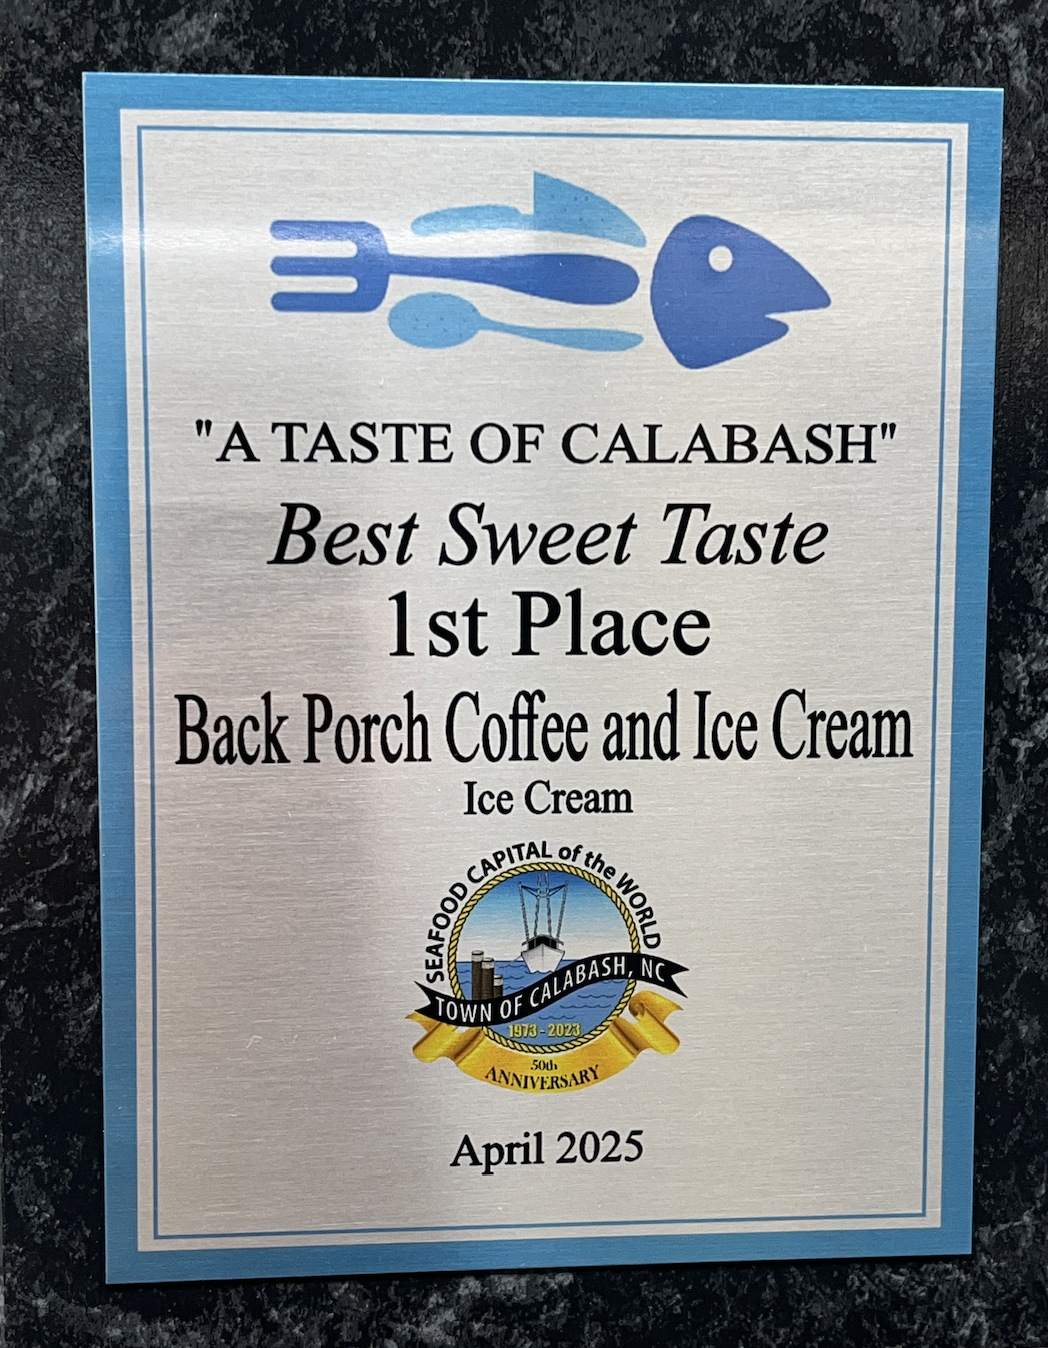 "A TASTE OF CALABASH"
Best Sweet Taste
1st Place
Back Porch Coffee and Ice Cream
Ice Cream
SEAFOOD CAPITAL of the WORLD
TOWN OF CALABASH, NC
1973 - 2023
50th
ANNIVERSARY
April 2025